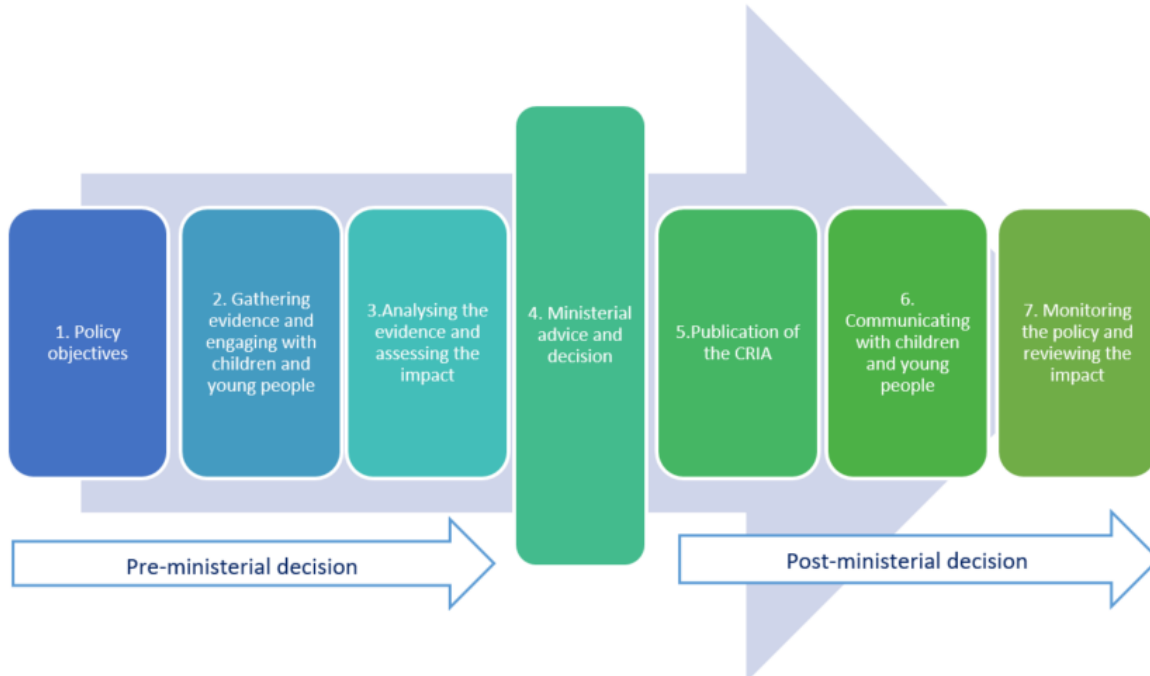 1. Policy
objectives
2. Gathering
evidence and
engaging with
children and
young people
3.Analysing the
evidence and
assessing the
impact
4. Ministerial
advice and
decision
5.Publication of
the CRIA
6.
Communicating
with children
and young
people
7. Monitoring
the policy and
reviewing the
impact
Pre-ministerial decision
Post-ministerial decision